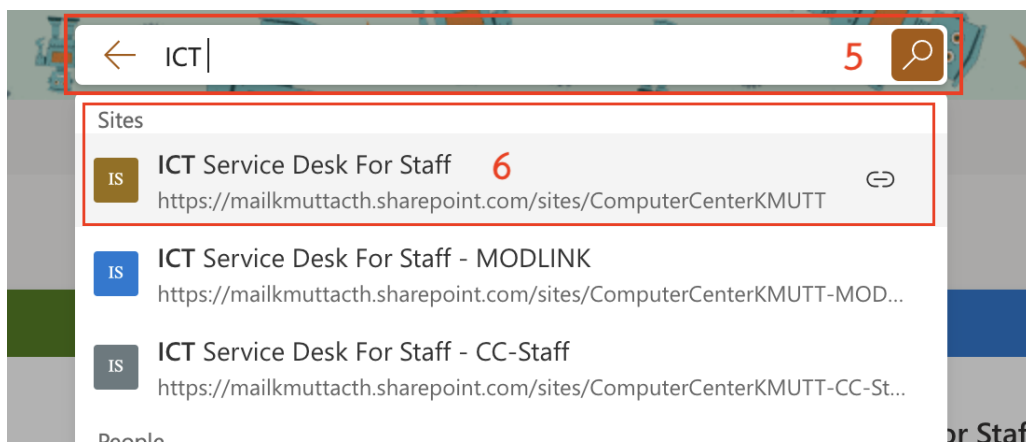 ICT
5
Sites
IS
ICT Service Desk For Staff
6
https://mailkmuttacth.sharepoint.com/sites/ComputerCenterKMUTT
IS
ICT Service Desk For Staff - MODLINK
https://mailkmuttacth.sharepoint.com/sites/ComputerCenterKMUTT-MOD...
IS
ICT Service Desk For Staff - CC-Staff
https://mailkmuttacth.sharepoint.com/sites/ComputerCenterKMUTT-CC-St...
People
or Staf